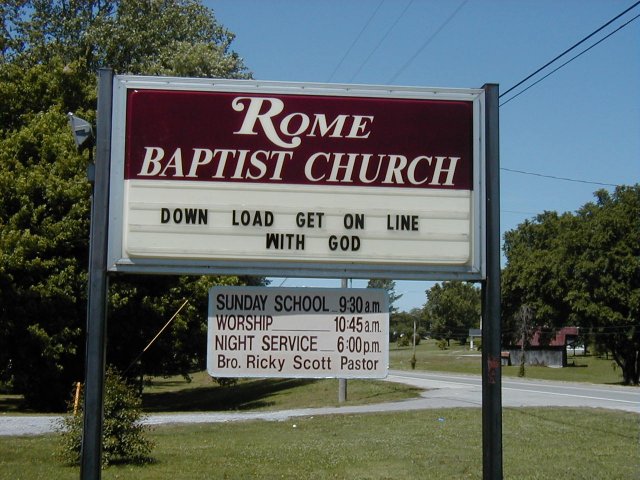 ROME
BAPTIST CHURCH
DOWN LOAD GET ON LINE
WITH GOD
SUNDAY SCHOOL 9:30 a.m.
WORSHIP 10:45 a.m.
NIGHT SERVICE 6:00 p.m.
Bro. Ricky Scott Pastor